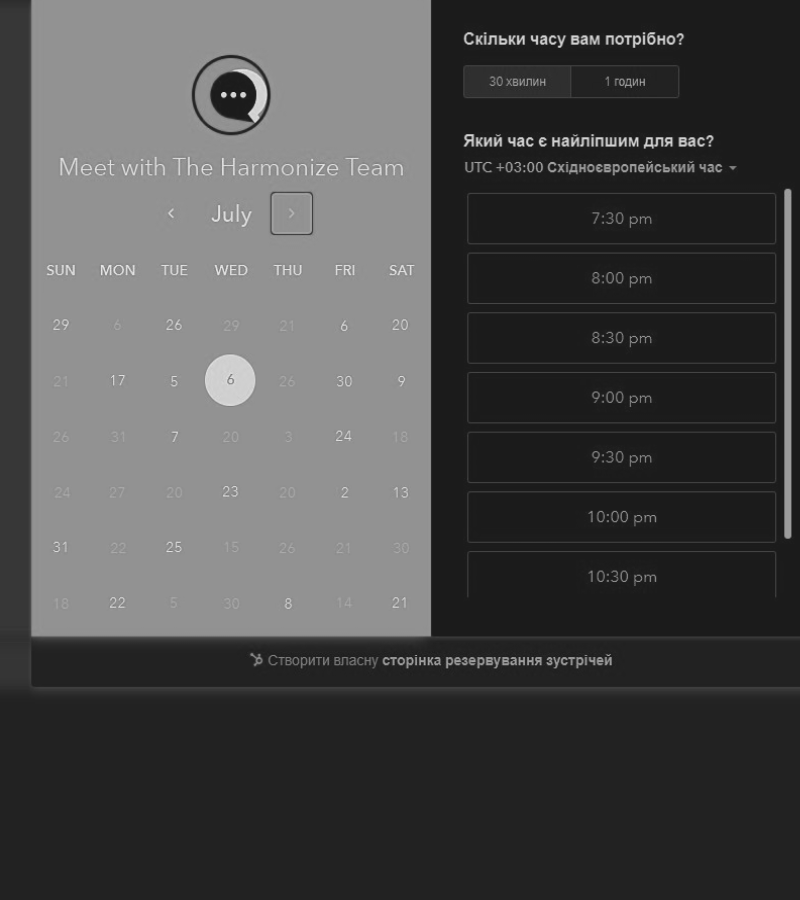 Meet with The Harmonize Team
July
SUN MON TUE WED THU FRI SAT
29 6 26 29 21 6 20
21 17 5 6 26 30 9
26 31 7 20 3 24 18
24 27 20 23 20 2 13
31 22 25 15 26 21 30
18 22 5 30 8 14 21
Скільки часу вам потрібно?
30 хвилин 1 годин
Який час є найліпшим для вас?
UTC +03:00 Східноєвропейський час
7:30 pm
8:00 pm
8:30 pm
9:00 pm
9:30 pm
10:00 pm
10:30 pm
Створити власну сторінка резервування зустрічей